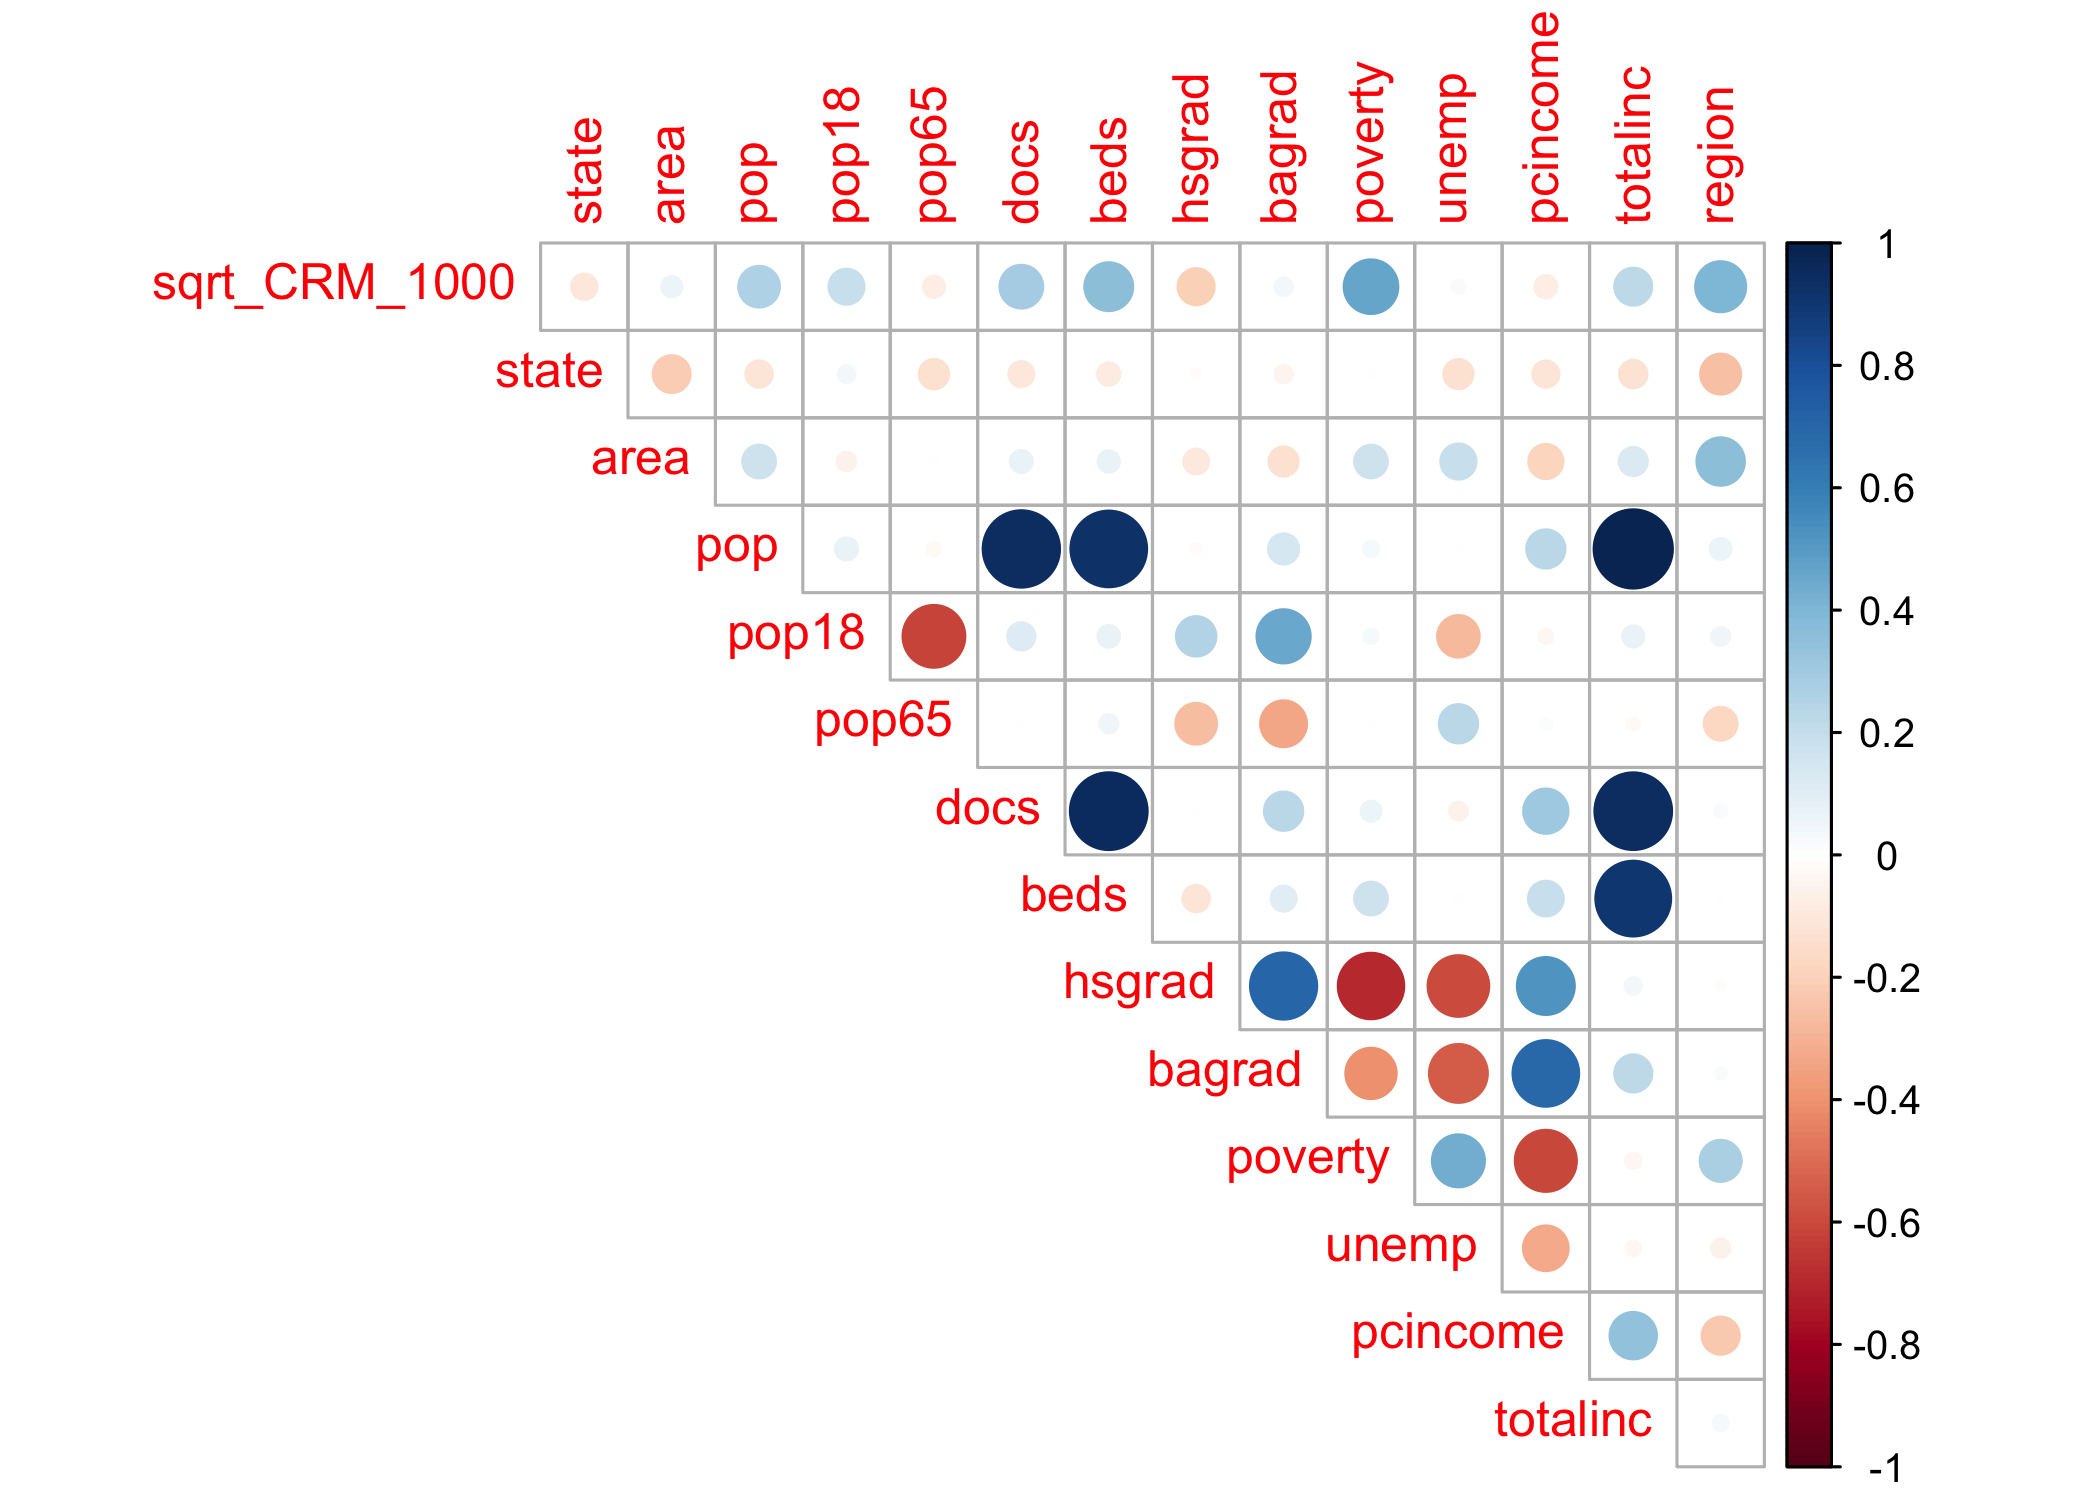 state
area
pop
pop18
pop65
docs
beds
hsgrad
bagrad
poverty
unemp
pcincome
totalinc
region
sqrt_CRM_1000
state
area
pop
pop18
pop65
docs
beds
hsgrad
bagrad
poverty
unemp
pcincome
totalinc
1
0.8
0.6
0.4
0.2
0
-0.2
-0.4
-0.6
-0.8
-1